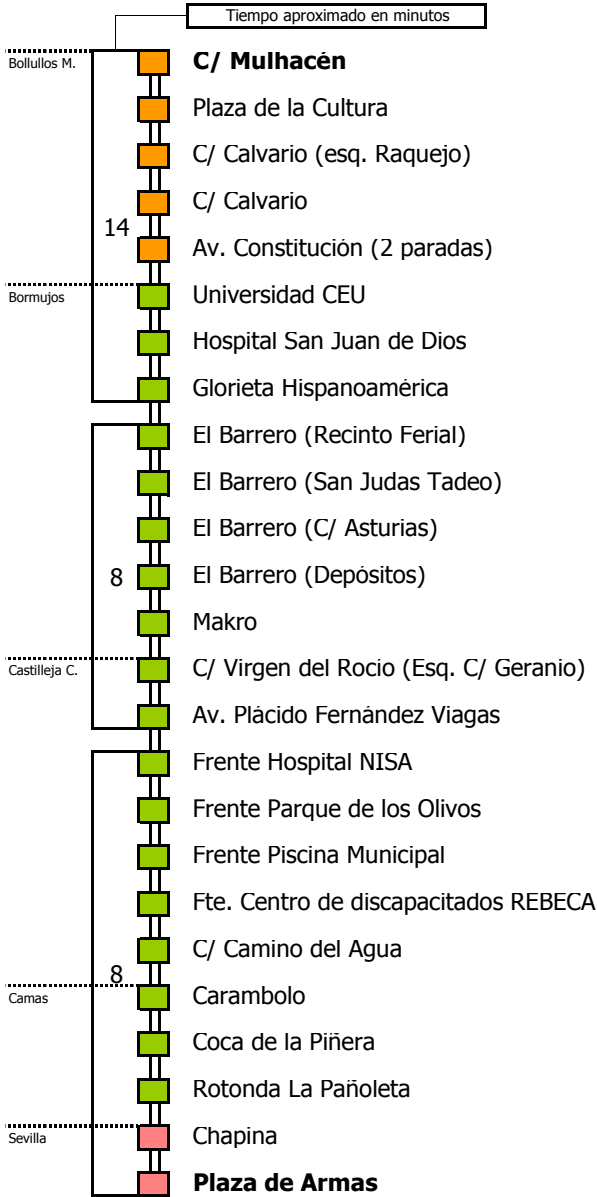 Tiempo aproximado en minutos
Bollullos M.
C/ Mulhacén
Plaza de la Cultura
C/ Calvario (esq. Raquejo)
C/ Calvario
14
Av. Constitución (2 paradas)
Bormujos
Universidad CEU
Hospital San Juan de Dios
Glorieta Hispanoamérica
El Barrero (Recinto Ferial)
El Barrero (San Judas Tadeo)
El Barrero (C/ Asturias)
8
El Barrero (Depósitos)
Makro
Castilleja C.
C/ Virgen del Rocio (Esq. C/ Geranio)
Av. Plácido Fernández Viagas
Frente Hospital NISA
Frente Parque de los Olivos
Frente Piscina Municipal
Fte. Centro de discapacitados REBECA
C/ Camino del Agua
8
Camas
Carambolo
Coca de la Piñera
Rotonda La Pañoleta
Sevilla
Chapina
Plaza de Armas